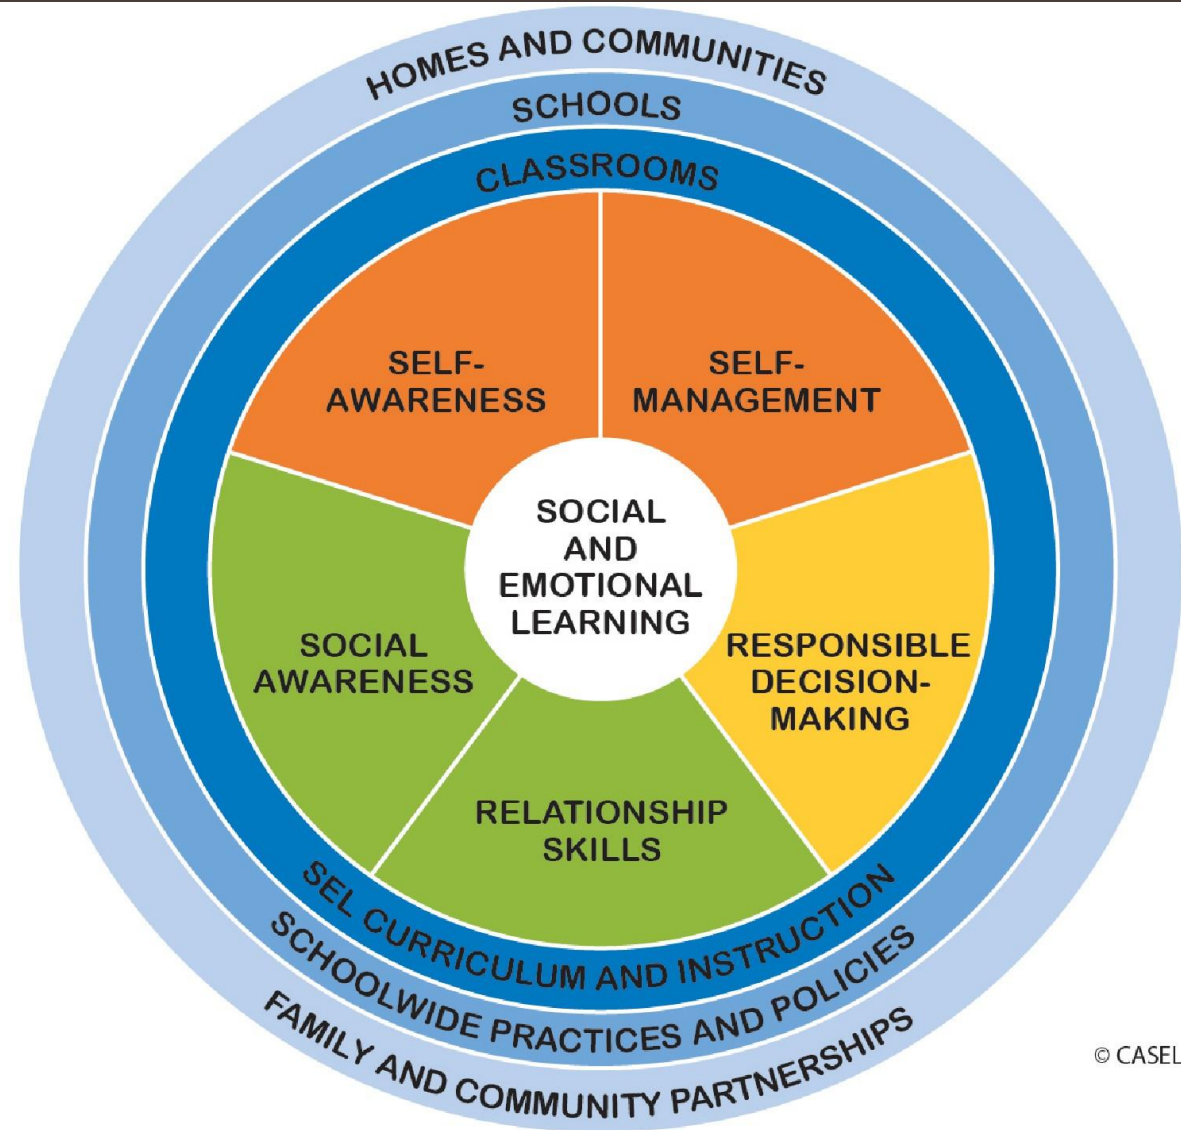 HOMES AND COMMUNITIES
SCHOOLS
CLASSROOMS
SELF-
AWARENESS
SELF-
MANAGEMENT
SOCIAL
AND
EMOTIONAL
LEARNING
SOCIAL
AWARENESS
RESPONSIBLE
DECISION-
MAKING
RELATIONSHIP
SKILLS
SEL CURRICULUM AND INSTRUCTION
SCHOOLWIDE PRACTICES AND POLICIES
FAMILY AND COMMUNITY PARTNERSHIPS
© CASEL